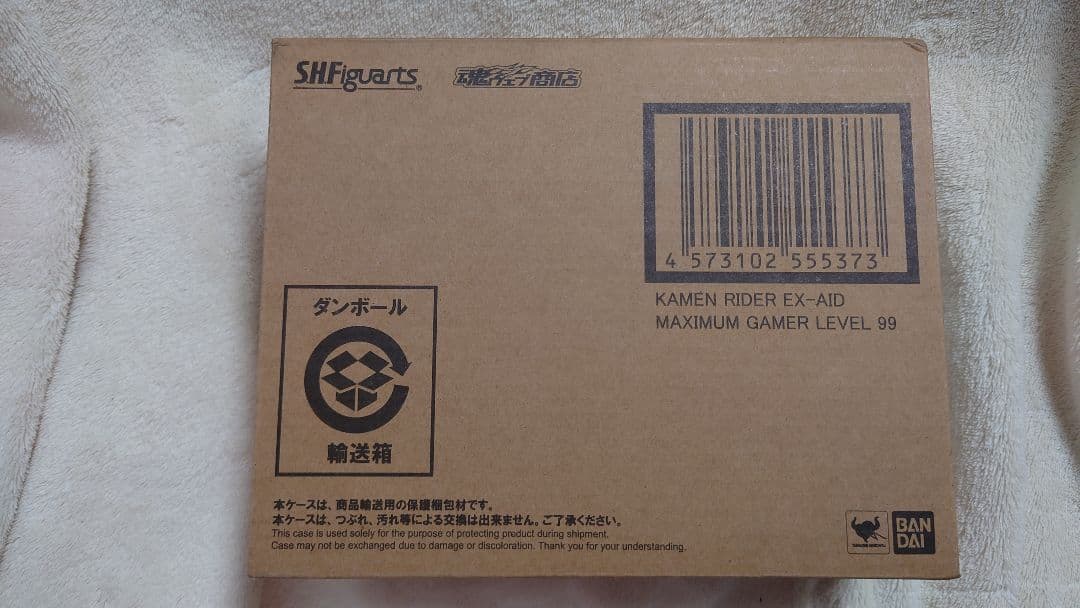 S.H.Figuarts®
魂ウェブ商店
4 573102 555373
KAMEN RIDER EX-AID
MAXIMUM GAMER LEVEL 99
ダンボール
輸送箱
本ケースは、商品輸送用の保護梱包材です。
本ケースは、つぶれ、汚れ等による交換は出来ません。ご了承ください。
This case is used solely for the purpose of protecting product during shipment.
Case may not be exchanged due to damage or discoloration. Thank you for your understanding.
BAN
DAI